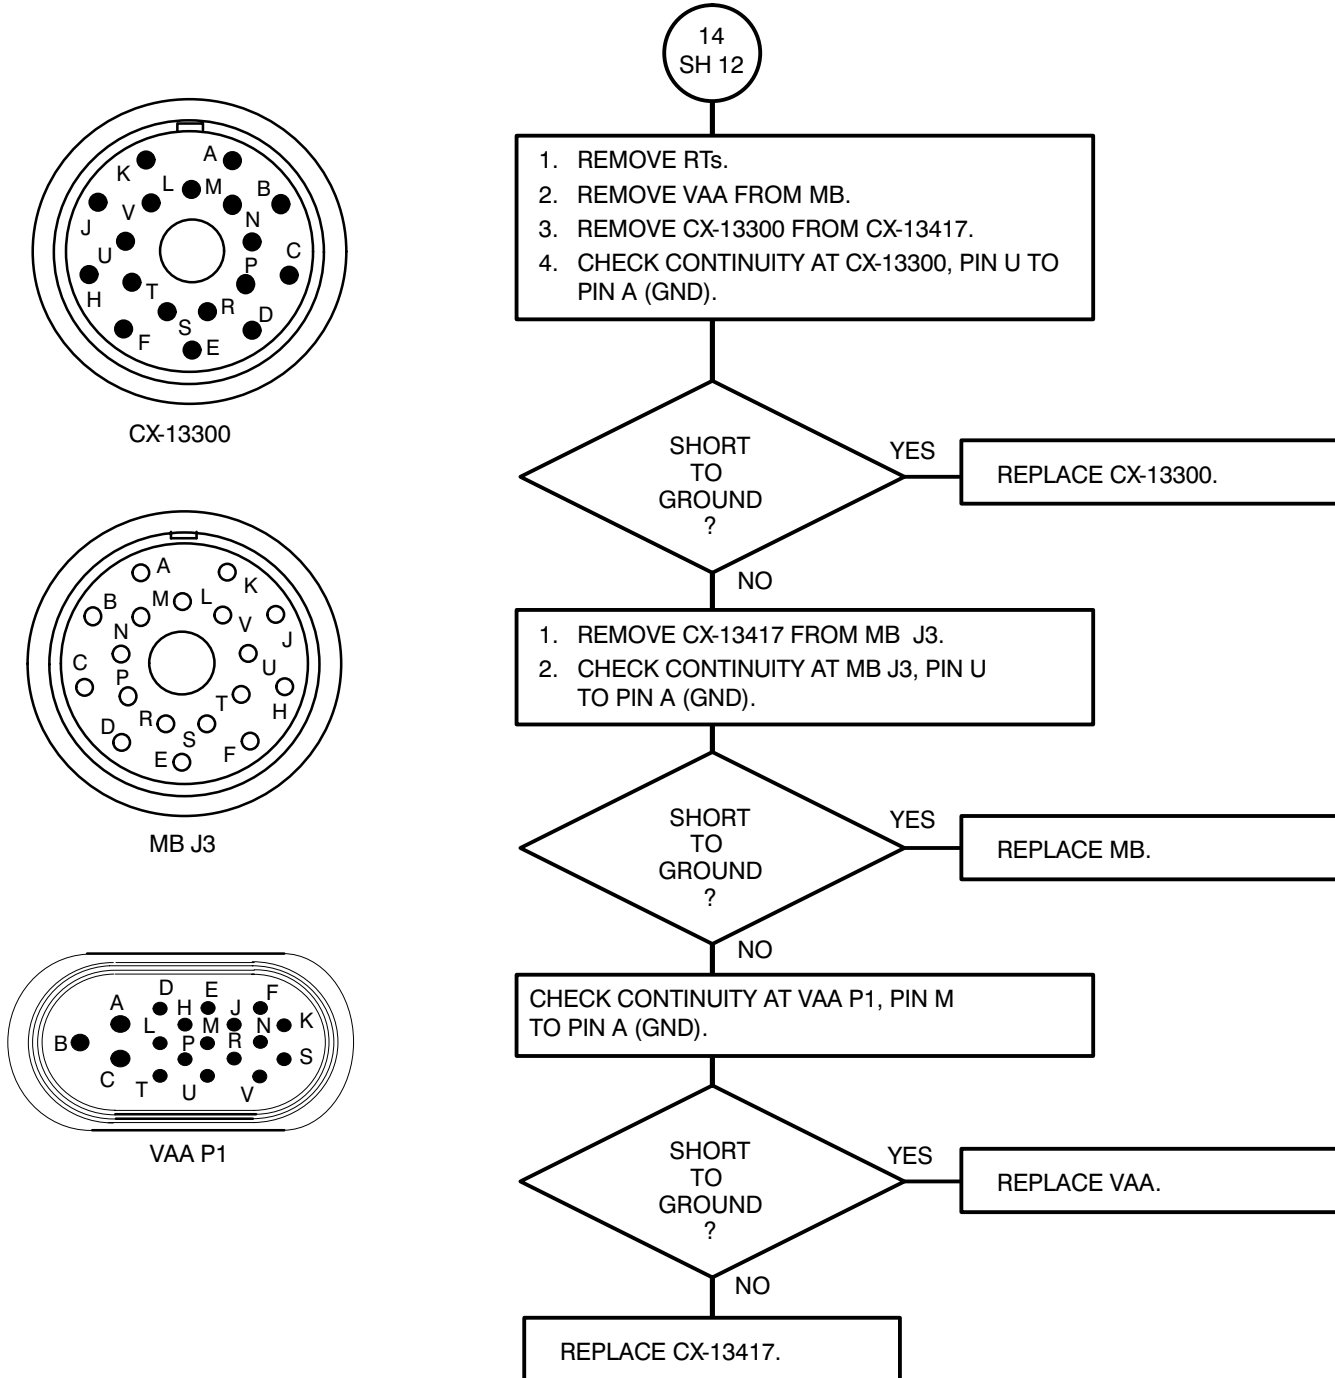 14
SH 12
1. REMOVE RTs.
2. REMOVE VAA FROM MB.
3. REMOVE CX-13300 FROM CX-13417.
4. CHECK CONTINUITY AT CX-13300, PIN U TO
PIN A (GND).
K
A
L
M
B
J
V
N
U
C
P
H
T
R
D
F
S
E
CX-13300
SHORT
TO
GROUND
?
YES
REPLACE CX-13300.
NO
1. REMOVE CX-13417 FROM MB J3.
2. CHECK CONTINUITY AT MB J3, PIN U
TO PIN A (GND).
A
K
B
M
L
N
V
J
C
P
U
T
H
D
R
S
F
E
MB J3
SHORT
TO
GROUND
?
YES
REPLACE MB.
NO
CHECK CONTINUITY AT VAA P1, PIN M
TO PIN A (GND).
D
E
F
A
H
J
L
M
N
K
B
P
R
S
C
T
U
V
VAA P1
SHORT
TO
GROUND
?
YES
REPLACE VAA.
NO
REPLACE CX-13417.